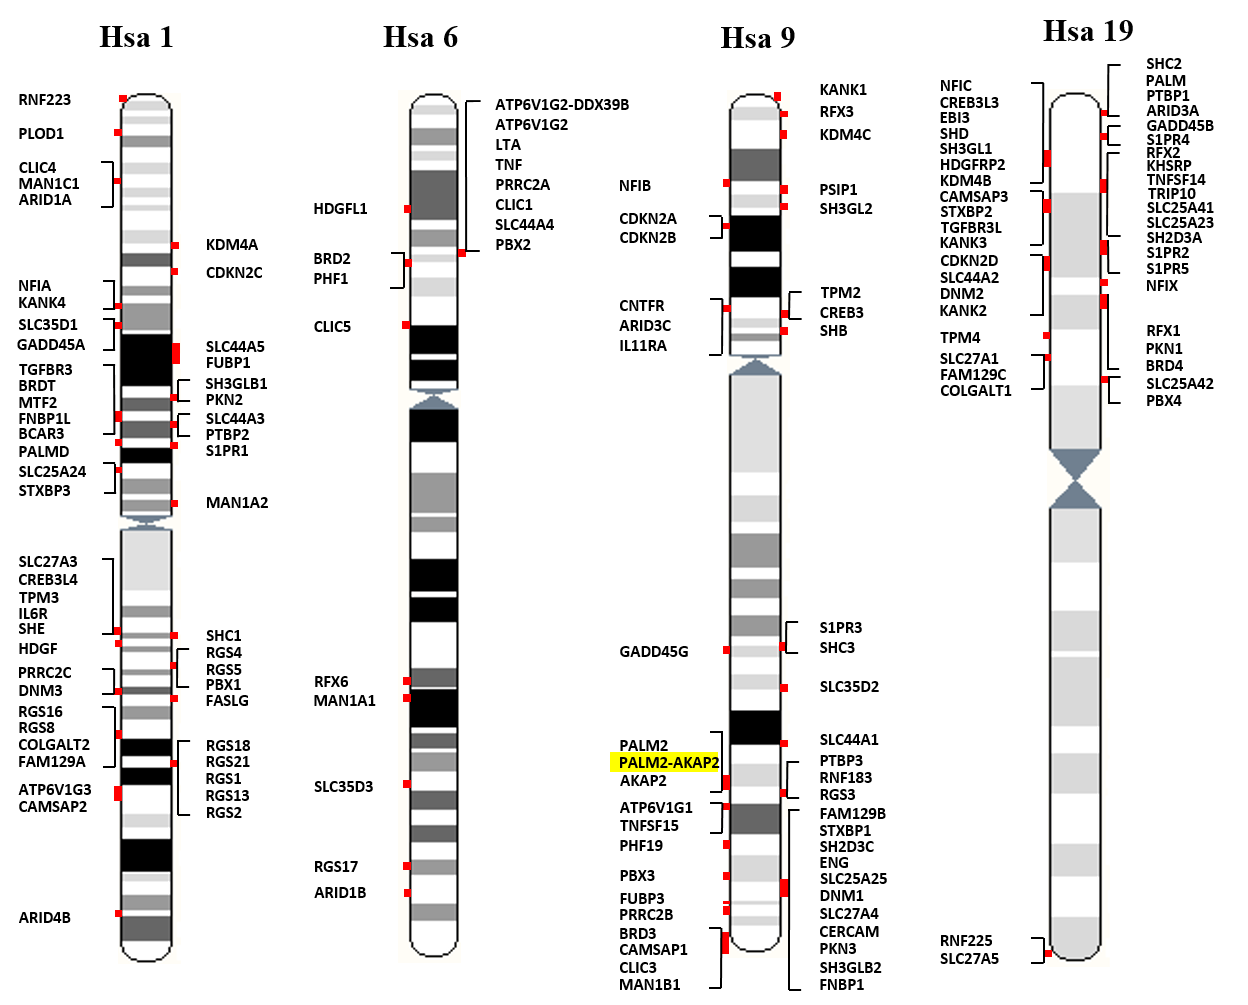 Hsa 1
RNF223
PLOD1
CLIC4
MAN1C1
ARID1A
NFIA
KANK4
SLC35D1
GADD45A
TGFBR3
BRDT
MTF2
FNBP1L
BCAR3
PALMD
SLC25A24
STXBP3
SLC27A3
CREB3L4
TPM3
IL6R
SHE
HDGF
PRRC2C
DNM3
RGS16
RGS8
COLGALT2
FAM129A
ATP6V1G3
CAMSAP2
ARID4B
KDM4A
CDKN2C
SLC44A5
FUBP1
SH3GLB1
PKN2
SLC44A3
PTBP2
S1PR1
MAN1A2
SHC1
RGS4
RGS5
PBX1
FASLG
RGS18
RGS21
RGS1
RGS13
RGS2
Hsa 6
HDGFL1
BRD2
PHF1
CLIC5
RFX6
MAN1A1
SLC35D3
RGS17
ARID1B
ATP6V1G2-DDX39B
ATP6V1G2
LTA
TNF
PRRC2A
CLIC1
SLC44A4
PBX2
Hsa 9
NFIB
CDKN2A
CDKN2B
CNTFR
ARID3C
IL11RA
GADD45G
PALM2
PALM2-AKAP2
AKAP2
ATP6V1G1
TNFSF15
PHF19
PBX3
FUBP3
PRRC2B
BRD3
CAMSAP1
CLIC3
MAN1B1
KANK1
RFX3
KDM4C
PSIP1
SH3GL2
TPM2
CREB3
SHB
S1PR3
SHC3
SLC35D2
SLC44A1
PTBP3
RNF183
RGS3
FAM129B
STXBP1
SH2D3C
ENG
SLC25A25
DNM1
SLC27A4
CERCAM
PKN3
SH3GLB2
FNBP1
Hsa 19
NFIC
CREB3L3
EBI3
SHD
SH3GL1
HDGFRP2
KDM4B
CAMSAP3
STXBP2
TGFBR3L
KANK3
CDKN2D
SLC44A2
DNM2
KANK2
TPM4
SLC27A1
FAM129C
COLGALT1
RNF225
SLC27A5
SHC2
PALM
PTBP1
ARID3A
GADD45B
S1PR4
RFX2
KHSRP
TNFSF14
TRIP10
SLC25A41
SLC25A23
SH2D3A
S1PR2
S1PR5
NFIX
RFX1
PKN1
BRD4
SLC25A42
PBX4